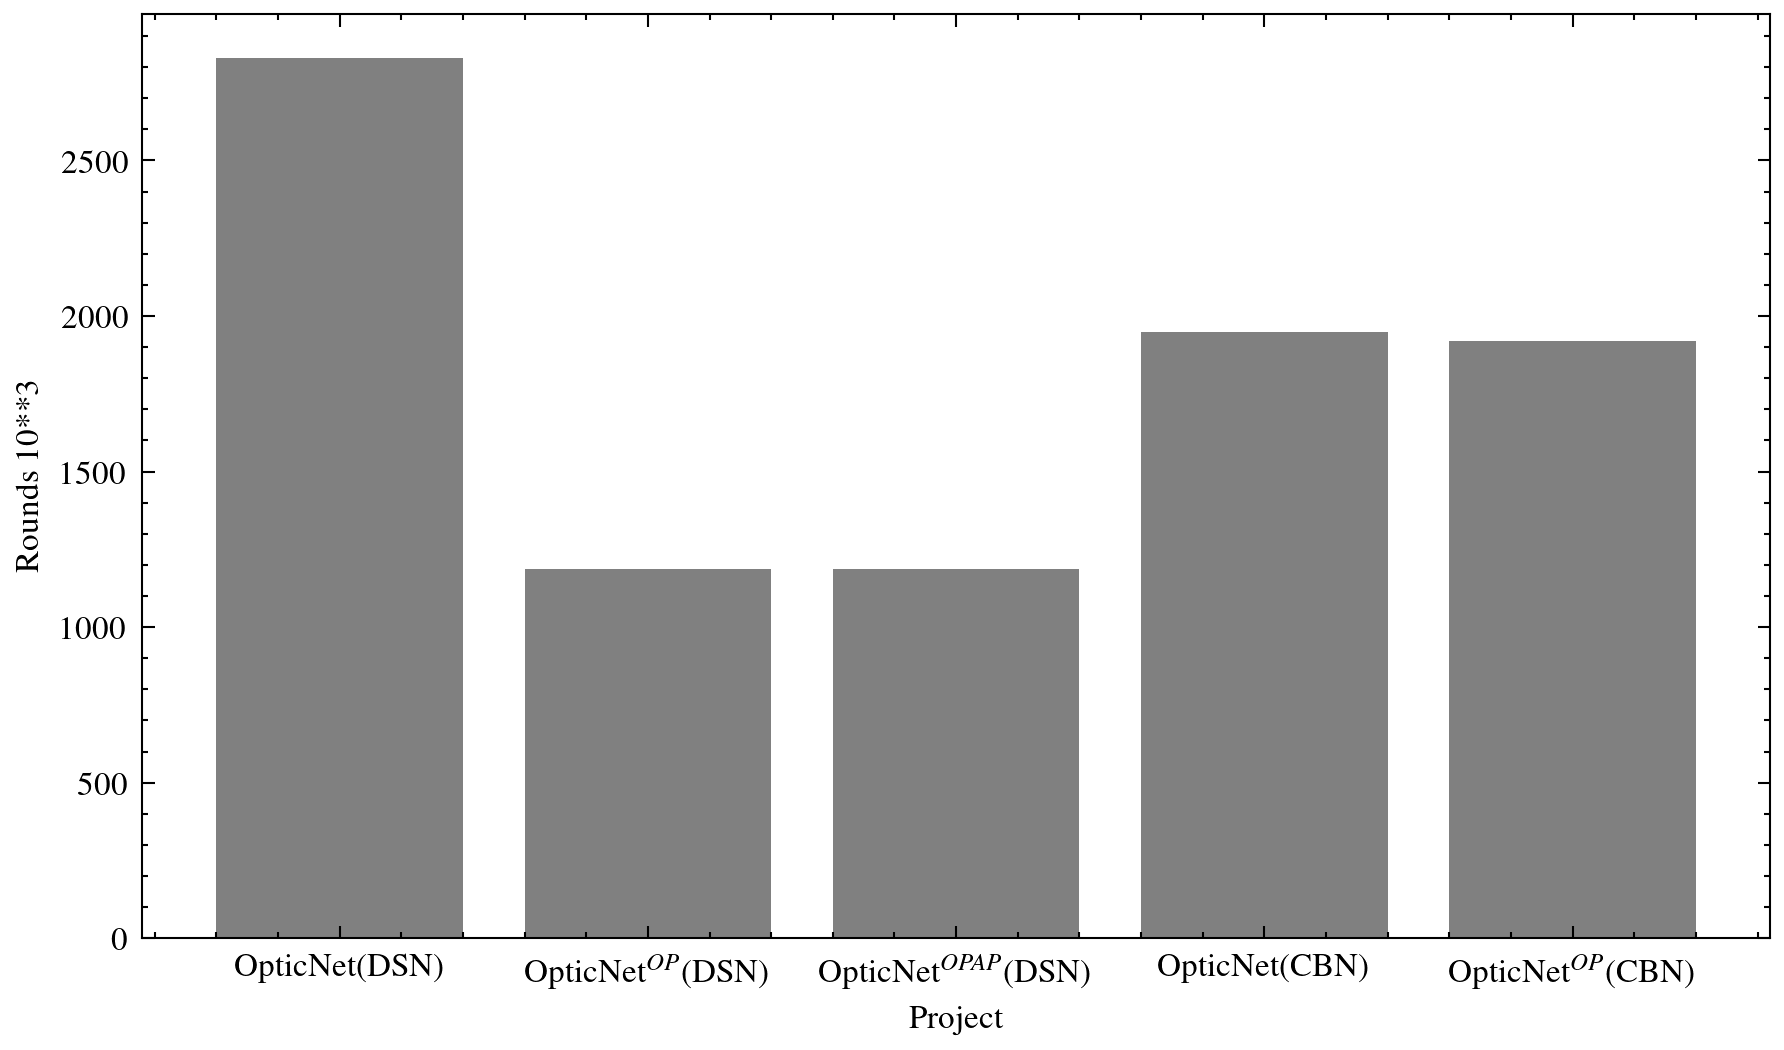 2500
2000
1500
1000
500
0
Rounds 10**3
OpticNet(DSN) OpticNet^OP(DSN) OpticNet^OPAP(DSN) OpticNet(CBN) OpticNet^OP(CBN)
Project